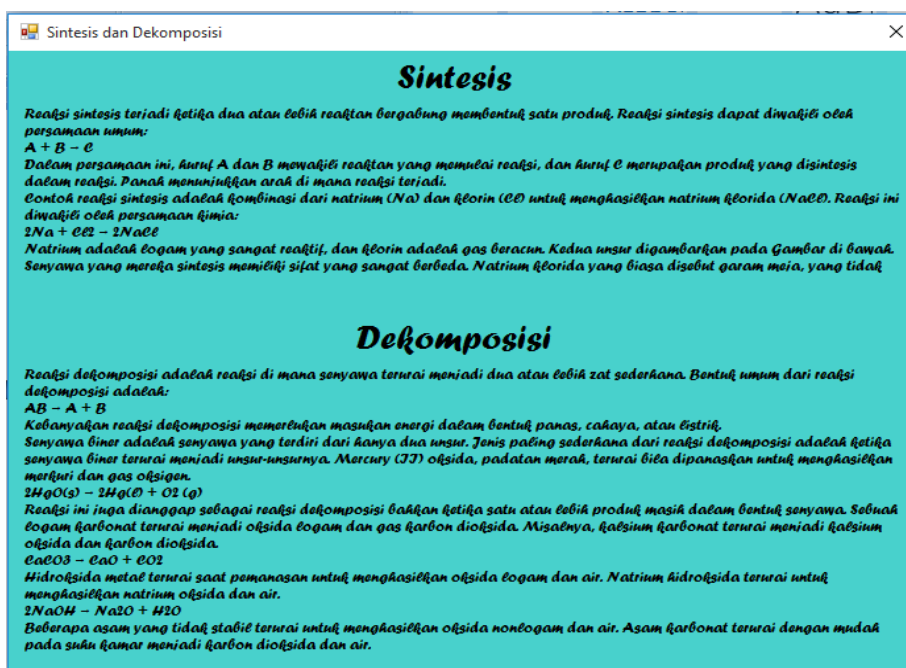 Sintesis dan Dekomposisi
Sintesis
Reaksi sintesis terjadi ketika dua atau lebih reaktan bergabung membentuk satu produk. Reaksi sintesis dapat diwakili oleh
persamaan umum:
A + B – C
Dalam persamaan ini, huruf A dan B mewakili reaktan yang memulai reaksi, dan huruf C merupakan produk yang disintesis
dalam reaksi. Panah menunjukkan arah di mana reaksi terjadi.
Contoh reaksi sintesis adalah kombinasi dari natrium (Na) dan klorin (Cl) untuk menghasilkan natrium klorida (NaCl). Reaksi ini
diwakili oleh persamaan kimia:
2Na + Cl2 – 2NaCl
Natrium adalah logam yang sangat reaktif, dan klorin adalah gas beracun. Kedua unsur digambarkan pada Gambar di bawah.
Senyawa yang mereka sintesis memiliki sifat yang sangat berbeda. Natrium klorida yang biasa disebut garam meja, yang tidak
Dekomposisi
Reaksi dekomposisi adalah reaksi di mana senyawa terurai menjadi dua atau lebih zat sederhana. Bentuk umum dari reaksi
dekomposisi adalah:
AB – A + B
Kebanyakan reaksi dekomposisi memerlukan masukan energi dalam bentuk panas, cahaya, atau listrik.
Senyawa biner adalah senyawa yang terdiri dari hanya dua unsur. Jenis paling sederhana dari reaksi dekomposisi adalah ketika
senyawa biner terurai menjadi unsur-unsurnya. Mercury (II) oksida, padatan merah, terurai bila dipanaskan untuk menghasilkan
merkuri dan gas oksigen.
2HgO(s) – 2Hg(l) + O2 (g)
Reaksi ini juga dianggap sebagai reaksi dekomposisi bahkan ketika satu atau lebih produk masih dalam bentuk senyawa. Sebuah
logam karbonat terurai menjadi oksida logam dan gas karbon dioksida. Misalnya, kalsium karbonat terurai menjadi kalsium
oksida dan karbon dioksida.
CaCO3 – CaO + CO2
Hidroksida metal terurai saat pemanasan untuk menghasilkan oksida logam dan air. Natrium hidroksida terurai untuk
menghasilkan natrium oksida dan air.
2NaOH – Na2O + H2O
Beberapa asam yang tidak stabil terurai untuk menghasilkan oksida nonlogam dan air. Asam karbonat terurai dengan mudah
pada suhu kamar menjadi karbon dioksida dan air.